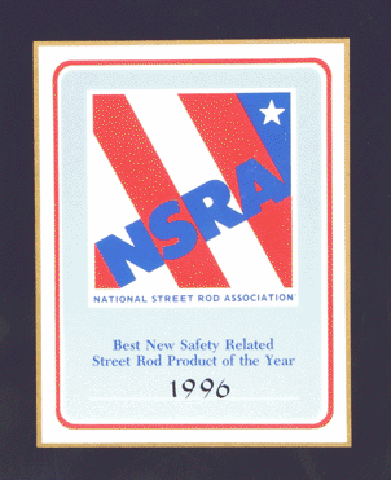 NSRA
NATIONAL STREET ROD ASSOCIATION
Best New Safety Related
Street Rod Product of the Year
1996